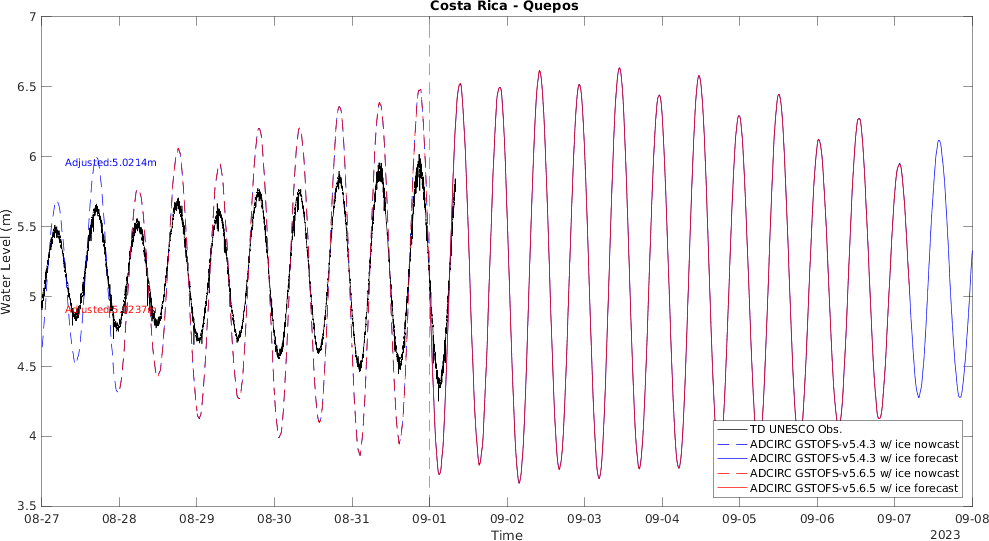 Costa Rica - Quepos
7
6.5
6
5.5
5
4.5
4
3.5
Water Level (m)
Adjusted:5.0214m
TD UNESCO Obs.
ADCIRC GSTOFS-v5.4.3 w/ ice nowcast
ADCIRC GSTOFS-v5.4.3 w/ ice forecast
ADCIRC GSTOFS-v5.6.5 w/ ice nowcast
ADCIRC GSTOFS-v5.6.5 w/ ice forecast
08-27 08-28 08-29 08-30 08-31 09-01 09-02 09-03 09-04 09-05 09-06 09-07 09-08
Time
2023